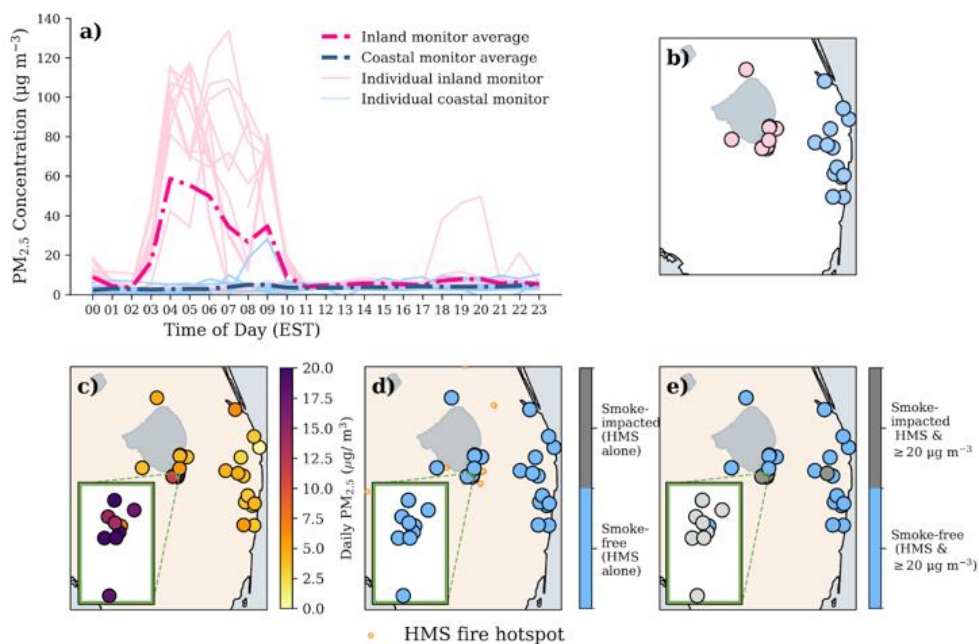 a)
140
120
100
80
60
40
20
0
PM2.5 Concentration (μg m−3)
Inland monitor average
Coastal monitor average
Individual inland monitor
Individual coastal monitor
00 01 02 03 04 05 06 07 08 09 10 11 12 13 14 15 16 17 18 19 20 21 22 23
Time of Day (EST)
b)
c)
20.0
17.5
15.0
12.5
10.0
7.5
5.0
2.5
0.0
Daily PM2.5 (μg/ m3)
d)
Smoke-
impacted
(HMS
alone)
Smoke-
free
(HMS
alone)
e)
Smoke-
impacted
HMS &
≥ 20 μg m−3
Smoke-free
(HMS &
≥ 20 μg m−3)
HMS fire hotspot